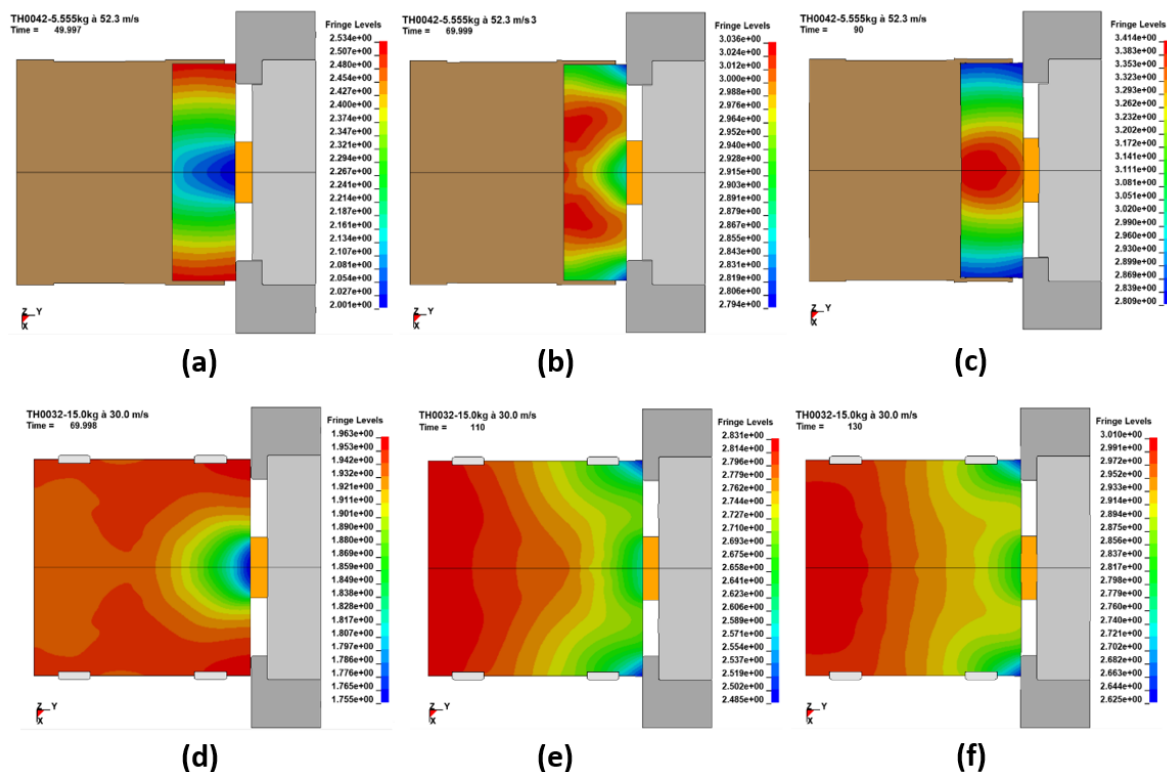 TH0042-5.555kg à 52.3 m/s
Time = 49.997
Fringe Levels
2.534e+00
2.507e+00
2.480e+00
2.454e+00
2.427e+00
2.400e+00
2.374e+00
2.347e+00
2.321e+00
2.294e+00
2.267e+00
2.241e+00
2.214e+00
2.187e+00
2.161e+00
2.134e+00
2.107e+00
2.081e+00
2.054e+00
2.027e+00
2.001e+00
Z Y
X
(a)
TH0042-5.555kg à 52.3 m/s 3
Time = 69.999
Fringe Levels
3.036e+00
3.024e+00
3.012e+00
3.000e+00
2.988e+00
2.976e+00
2.964e+00
2.952e+00
2.940e+00
2.928e+00
2.915e+00
2.903e+00
2.891e+00
2.879e+00
2.867e+00
2.855e+00
2.843e+00
2.831e+00
2.819e+00
2.806e+00
2.794e+00
Z Y
X
(b)
TH0042-5.555kg à 52.3 m/s
Time = 90
Fringe Levels
3.414e+00
3.383e+00
3.353e+00
3.323e+00
3.293e+00
3.262e+00
3.232e+00
3.202e+00
3.172e+00
3.141e+00
3.111e+00
3.081e+00
3.051e+00
3.020e+00
2.990e+00
2.960e+00
2.930e+00
2.899e+00
2.869e+00
2.839e+00
2.809e+00
Z Y
X
(c)
TH0032-15.0kg à 30.0 m/s
Time = 69.998
Fringe Levels
1.963e+00
1.953e+00
1.942e+00
1.932e+00
1.921e+00
1.911e+00
1.901e+00
1.890e+00
1.880e+00
1.869e+00
1.859e+00
1.849e+00
1.838e+00
1.828e+00
1.817e+00
1.807e+00
1.797e+00
1.786e+00
1.776e+00
1.765e+00
1.755e+00
Z Y
X
(d)
TH0032-15.0kg à 30.0 m/s
Time = 110
Fringe Levels
2.831e+00
2.814e+00
2.796e+00
2.779e+00
2.762e+00
2.744e+00
2.727e+00
2.710e+00
2.693e+00
2.675e+00
2.658e+00
2.641e+00
2.623e+00
2.606e+00
2.589e+00
2.571e+00
2.554e+00
2.537e+00
2.519e+00
2.502e+00
2.485e+00
Z Y
X
(e)
TH0032-15.0kg à 30.0 m/s
Time = 130
Fringe Levels
3.010e+00
2.991e+00
2.972e+00
2.952e+00
2.933e+00
2.914e+00
2.894e+00
2.875e+00
2.856e+00
2.837e+00
2.817e+00
2.798e+00
2.779e+00
2.760e+00
2.740e+00
2.721e+00
2.702e+00
2.682e+00
2.663e+00
2.644e+00
2.625e+00
Z Y
X
(f)